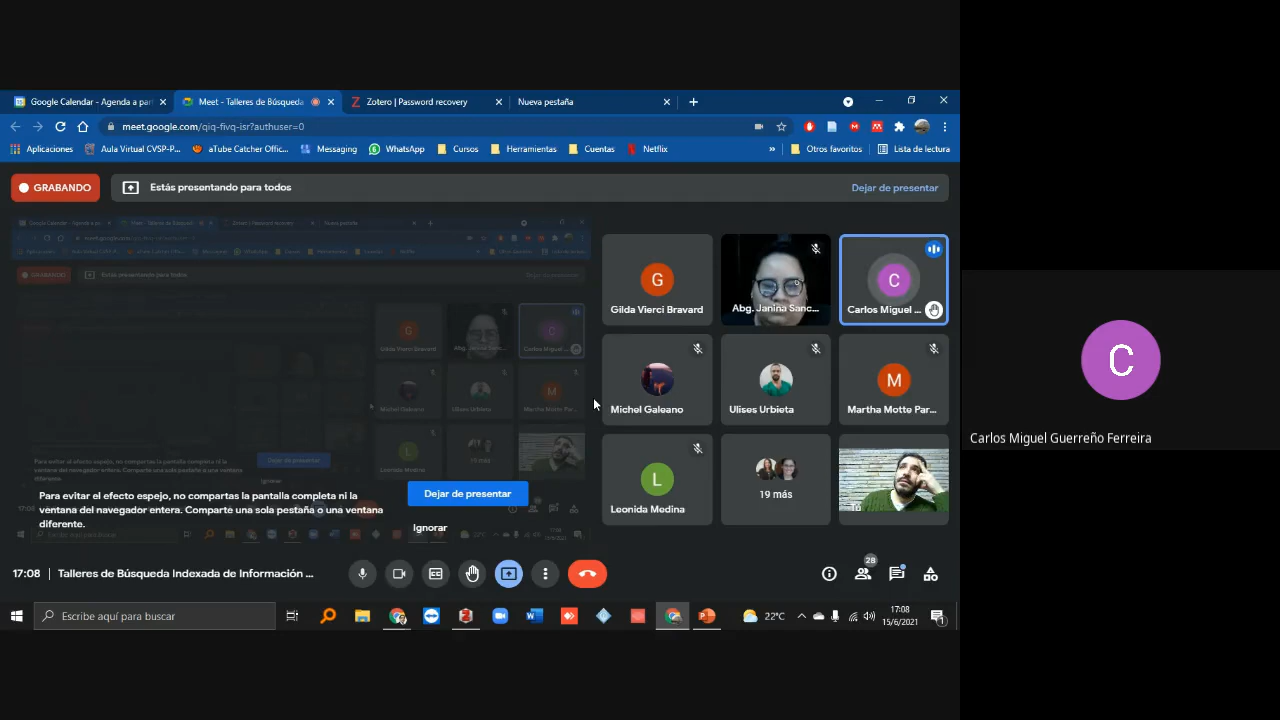 Google Calendar - Agenda a par
Meet - Talleres de Búsqueda
Zotero | Password recovery
Nueva pestaña
meet.google.com/qiq-fivq-isr?authuser=0
Aplicaciones
Aula Virtual CVSP-P...
aTube Catcher Offic...
Messaging
WhatsApp
Cursos
Herramientas
Cuentas
Netflix
»
Otros favoritos
Lista de lectura
GRABANDO
Estás presentando para todos
Dejar de presentar
G
Gilda Vierci Bravard
Abg. Janina Sanc...
C
Carlos Miguel ...
Michel Galeano
Ulises Urbieta
M
Martha Motte Par...
L
Leonida Medina
19 más
Para evitar el efecto espejo, no compartas la pantalla completa ni la
ventana del navegador entera. Comparte una sola pestaña o una ventana
diferente.
Dejar de presentar
Ignorar
17:08 | Talleres de Búsqueda Indexada de Información ...
28
Escribe aquí para buscar
22°C
17:08
15/6/2021
1
C
Carlos Miguel Guerreño Ferreira